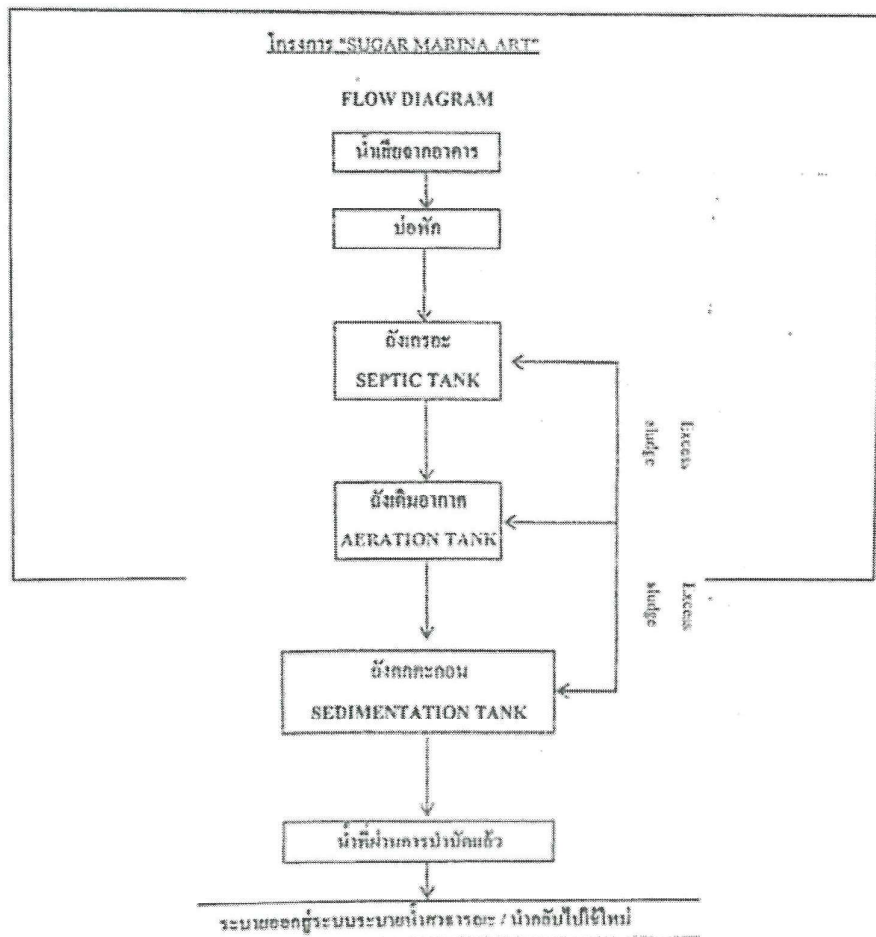 โครงการ "SUGAR MARINA ART"
FLOW DIAGRAM
น้ำเสียจากอาคาร
บ่อพัก
ถังเกรอะ
SEPTIC TANK
Excess
sludge
ถังเติมอากาศ
AERATION TANK
Excess
sludge
ถังตกตะกอน
SEDIMENTATION TANK
น้ำที่ผ่านการบำบัดแล้ว
ระบายออกสู่ระบบระบายน้ำสาธารณะ / นำกลับไปใช้ใหม่